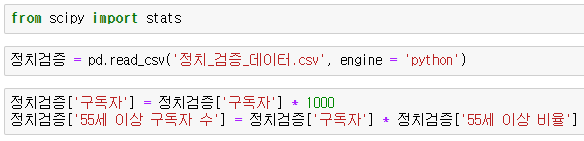 from scipy import stats
정치검증 = pd.read_csv('정치_검증_데이터.csv', engine = 'python')
정치검증['구독자'] = 정치검증['구독자'] * 1000
정치검증['55세 이상 구독자 수'] = 정치검증['구독자'] * 정치검증['55세 이상 비율']